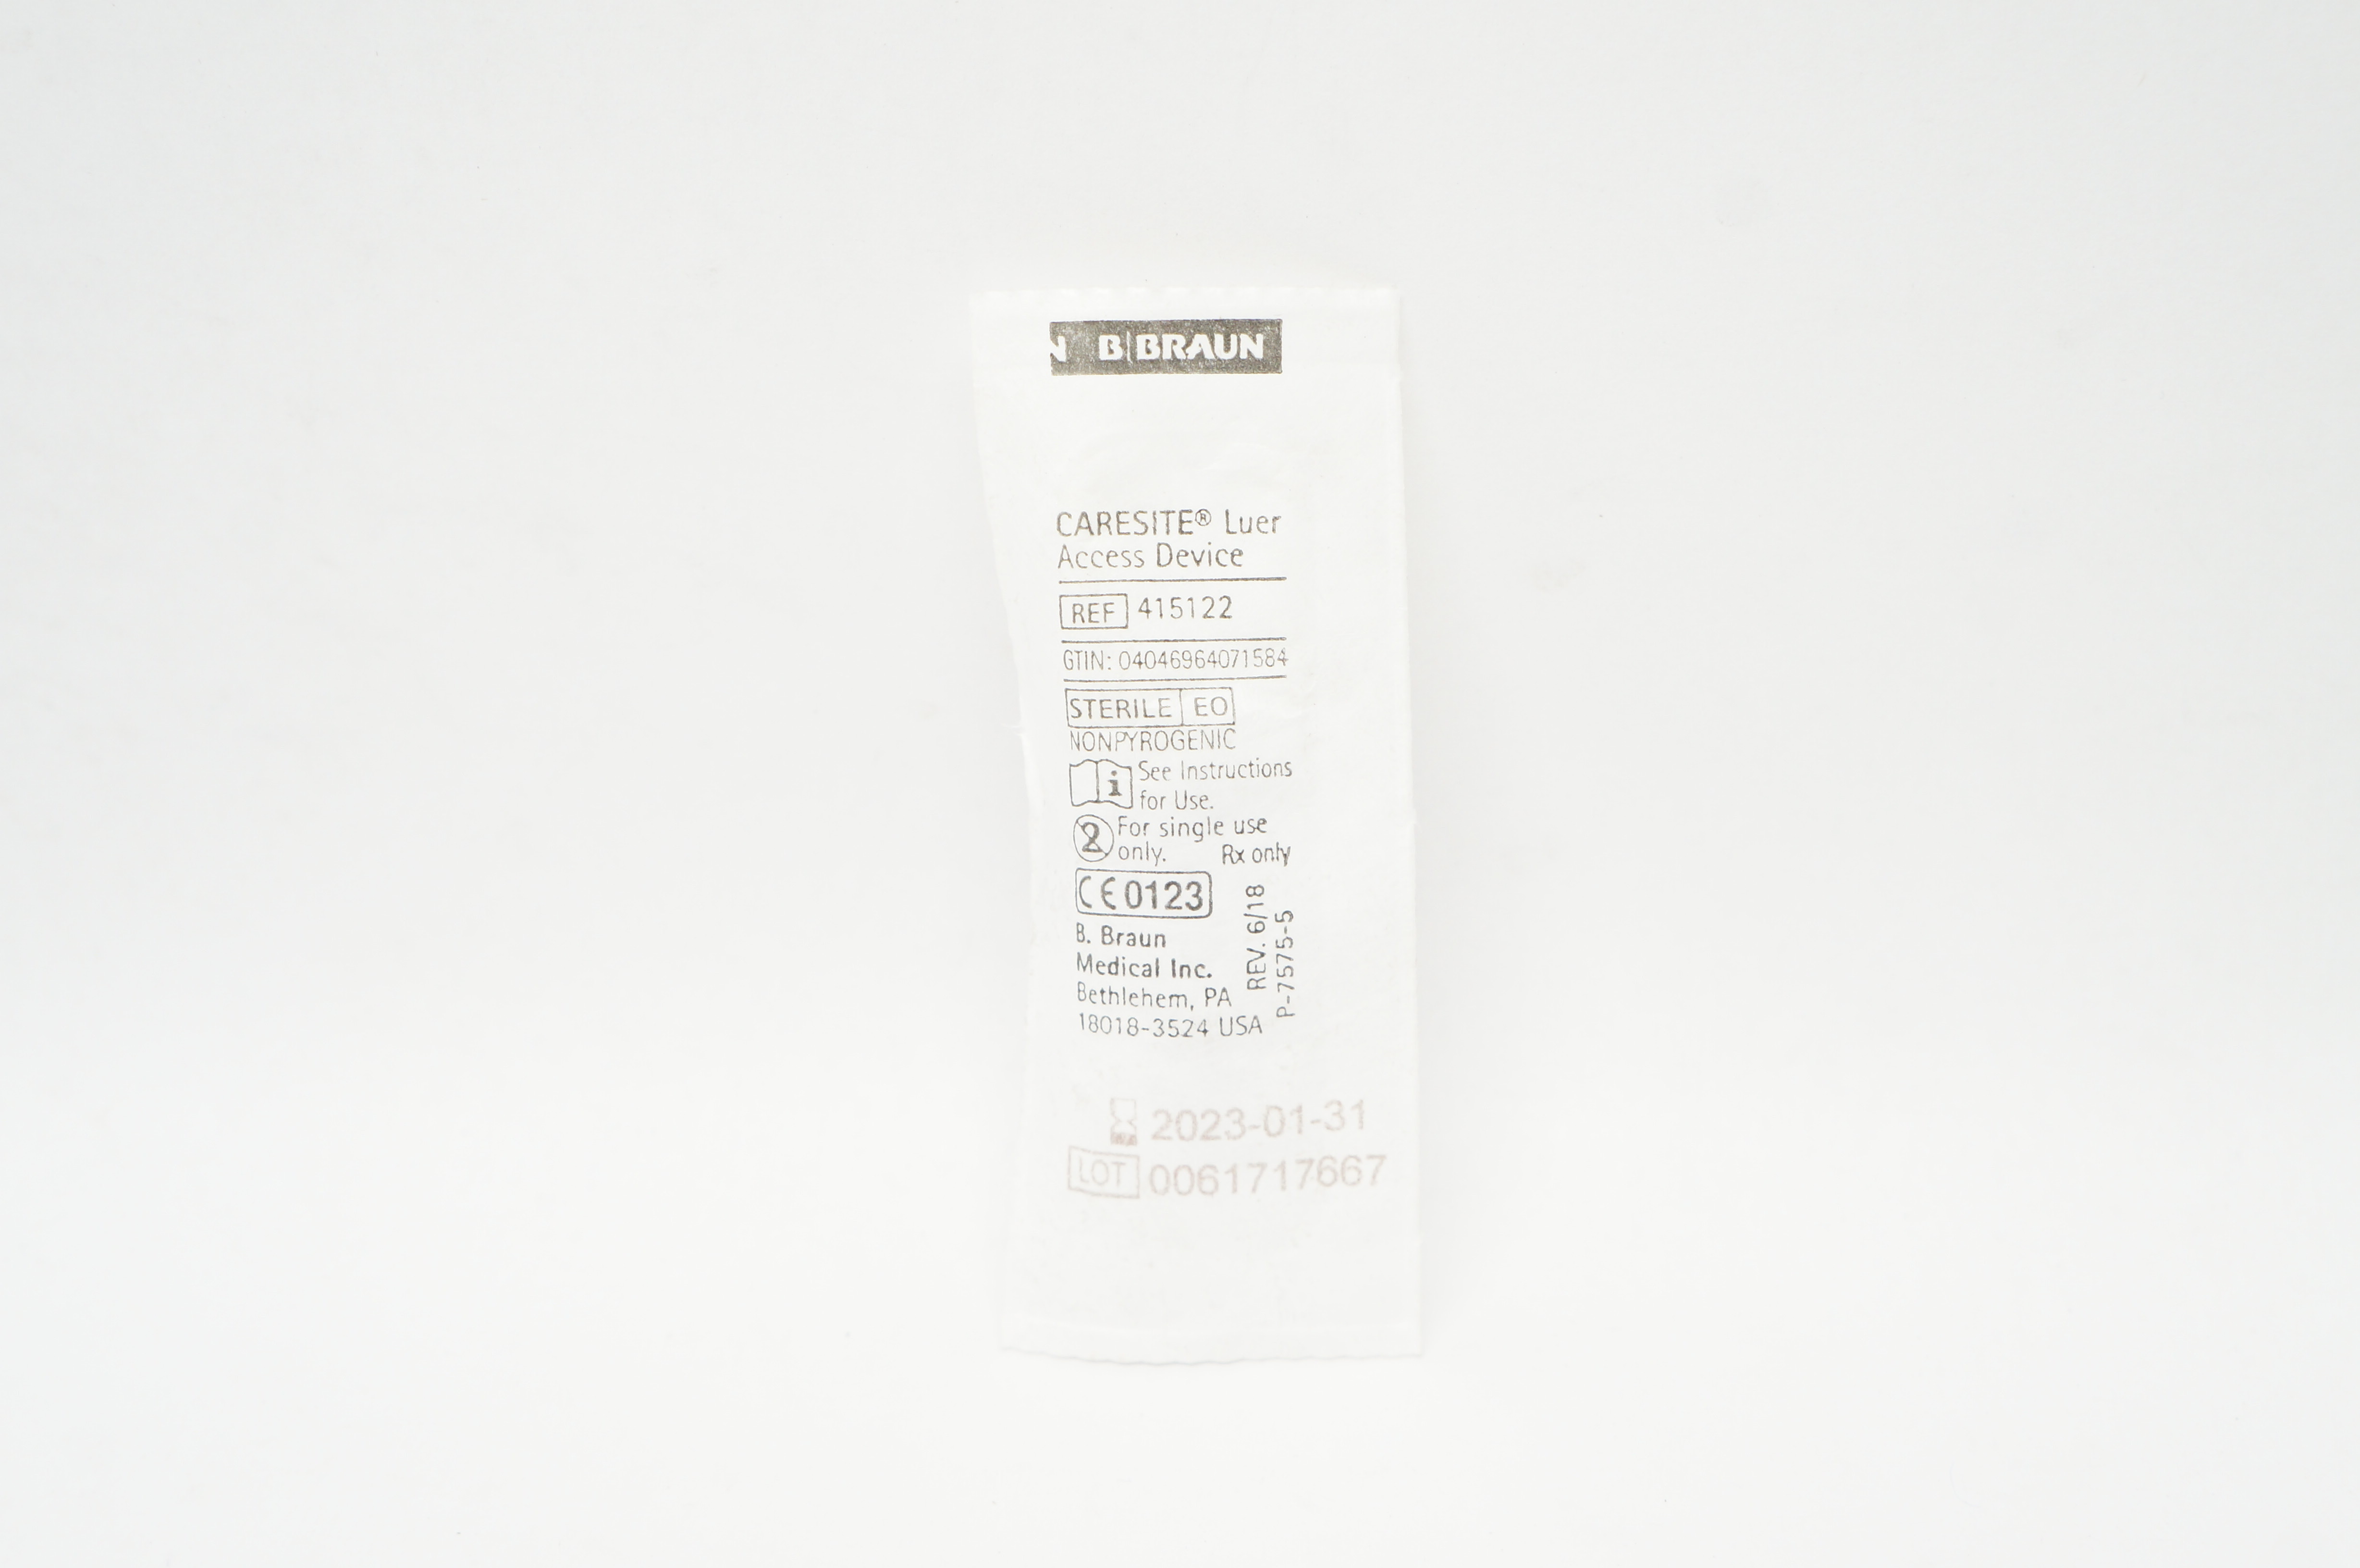 N B|BRAUN
CARESITE® Luer
Access Device
REF 415122
GTIN: 04046964071584
STERILE EO
NONPYROGENIC
i See Instructions
for Use.
2 For single use
only. Rx only
CE 0123
B. Braun
Medical Inc.
Bethlehem, PA
18018-3524 USA
REV. 6/18
P-7575-5
2023-01-31
LOT 0061717667